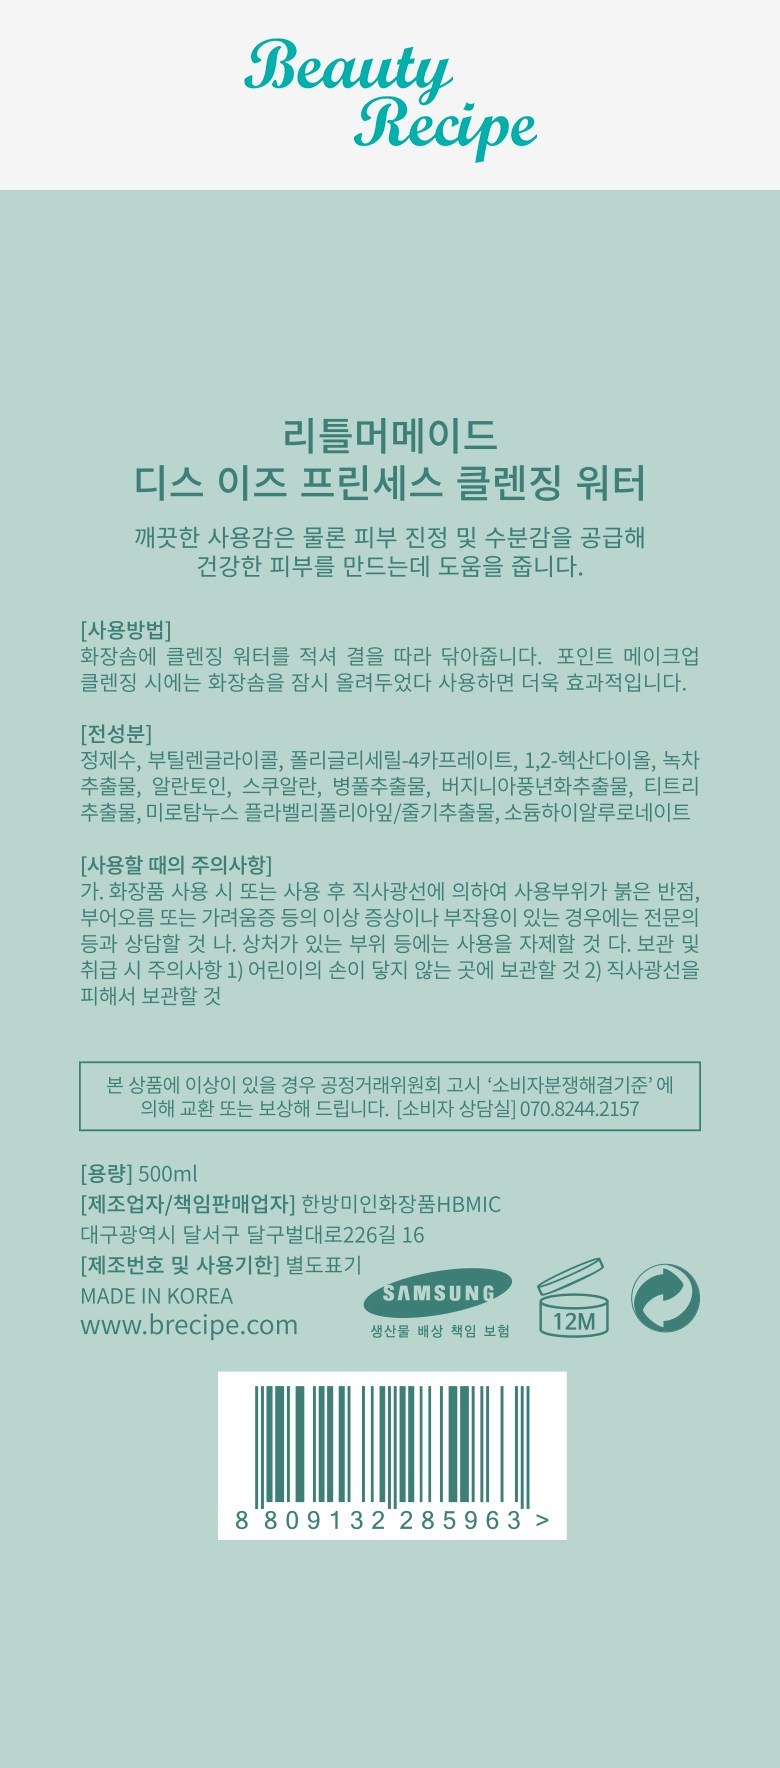 Beauty
Recipe
리틀머메이드
디스 이즈 프린세스 클렌징 워터
깨끗한 사용감은 물론 피부 진정 및 수분감을 공급해
건강한 피부를 만드는데 도움을 줍니다.
[사용방법]
화장솜에 클렌징 워터를 적셔 결을 따라 닦아줍니다. 포인트 메이크업
클렌징 시에는 화장솜을 잠시 올려두었다 사용하면 더욱 효과적입니다.
[전성분]
정제수, 부틸렌글라이콜, 폴리글리세릴-4카프레이트, 1,2-헥산다이올, 녹차
추출물, 알란토인, 스쿠알란, 병풀추출물, 버지니아풍년화추출물, 티트리
추출물, 미로탐누스 플라벨리폴리아잎/줄기추출물, 소듐하이알루로네이트
[사용할 때의 주의사항]
가. 화장품 사용 시 또는 사용 후 직사광선에 의하여 사용부위가 붉은 반점,
부어오름 또는 가려움증 등의 이상 증상이나 부작용이 있는 경우에는 전문의
등과 상담할 것 나. 상처가 있는 부위 등에는 사용을 자제할 것 다. 보관 및
취급 시 주의사항 1) 어린이의 손이 닿지 않는 곳에 보관할 것 2) 직사광선을
피해서 보관할 것
본 상품에 이상이 있을 경우 공정거래위원회 고시 ‘소비자분쟁해결기준’ 에
의해 교환 또는 보상해 드립니다. [소비자 상담실] 070.8244.2157
[용량] 500ml
[제조업자/책임판매업자] 한방미인화장품HBMIC
대구광역시 달서구 달구벌대로226길 16
[제조번호 및 사용기한] 별도표기
MADE IN KOREA
www.brecipe.com
SAMSUNG
생산물 배상 책임 보험
12M
8 809132 285963 >